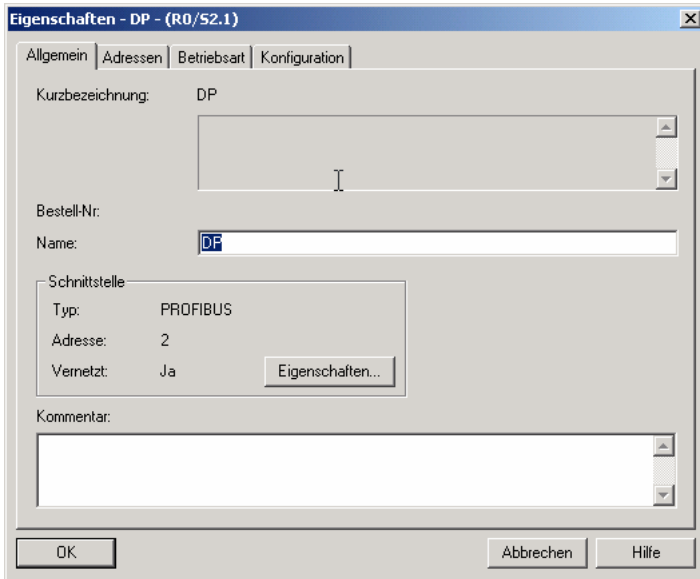 Eigenschaften - DP - (R0/S2.1)
Allgemein Adressen Betriebsart Konfiguration
Kurzbezeichnung: DP
Bestell-Nr:
Name: DP
Schnittstelle
Typ: PROFIBUS
Adresse: 2
Vernetzt: Ja Eigenschaften...
Kommentar:
OK Abbrechen Hilfe